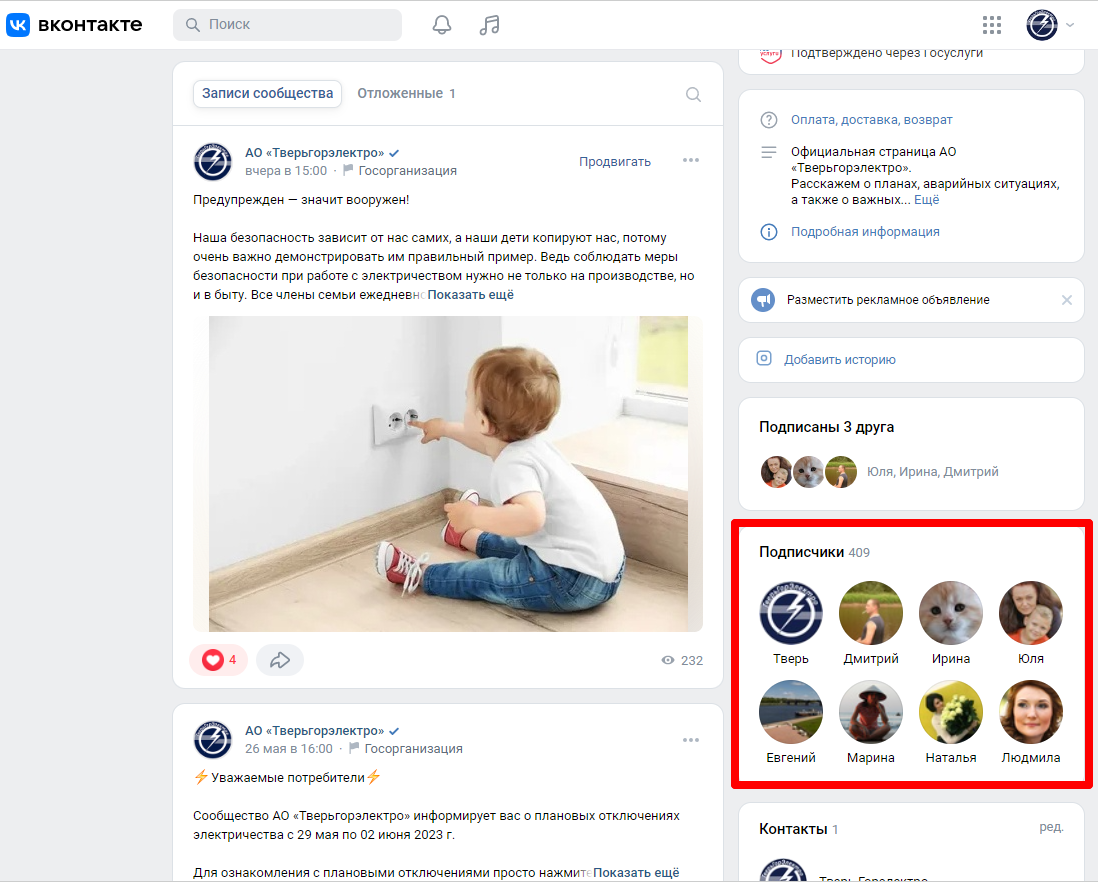 вконтакте
Поиск
Записи сообщества
Отложенные 1
АО «Тверьгорэлектро»
вчера в 15:00 · Госорганизация
Продвигать
Предупрежден — значит вооружен!
Наша безопасность зависит от нас самих, а наши дети копируют нас, потому
очень важно демонстрировать им правильный пример. Ведь соблюдать меры
безопасности при работе с электричеством нужно не только на производстве, но
и в быту. Все члены семьи ежедневно Показать ещё
4
232
АО «Тверьгорэлектро»
26 мая в 16:00 · Госорганизация
⚡Уважаемые потребители⚡
Сообщество АО «Тверьгорэлектро» информирует вас о плановых отключениях
электричества с 29 мая по 02 июня 2023 г.
Для ознакомления с плановыми отключениями просто нажмите Показать ещё
услуги
Подтверждено через Госуслуги
Оплата, доставка, возврат
Официальная страница АО
«Тверьгорэлектро».
Расскажем о планах, аварийных ситуациях,
а также о важных... Ещё
Подробная информация
Разместить рекламное объявление
Добавить историю
Подписаны 3 друга
Юля, Ирина, Дмитрий
Подписчики 409
ТверьГорЭлектро
Тверь
Дмитрий
Ирина
Юля
Евгений
Марина
Наталья
Людмила
Контакты 1
ред.
Тверь Горэлектро